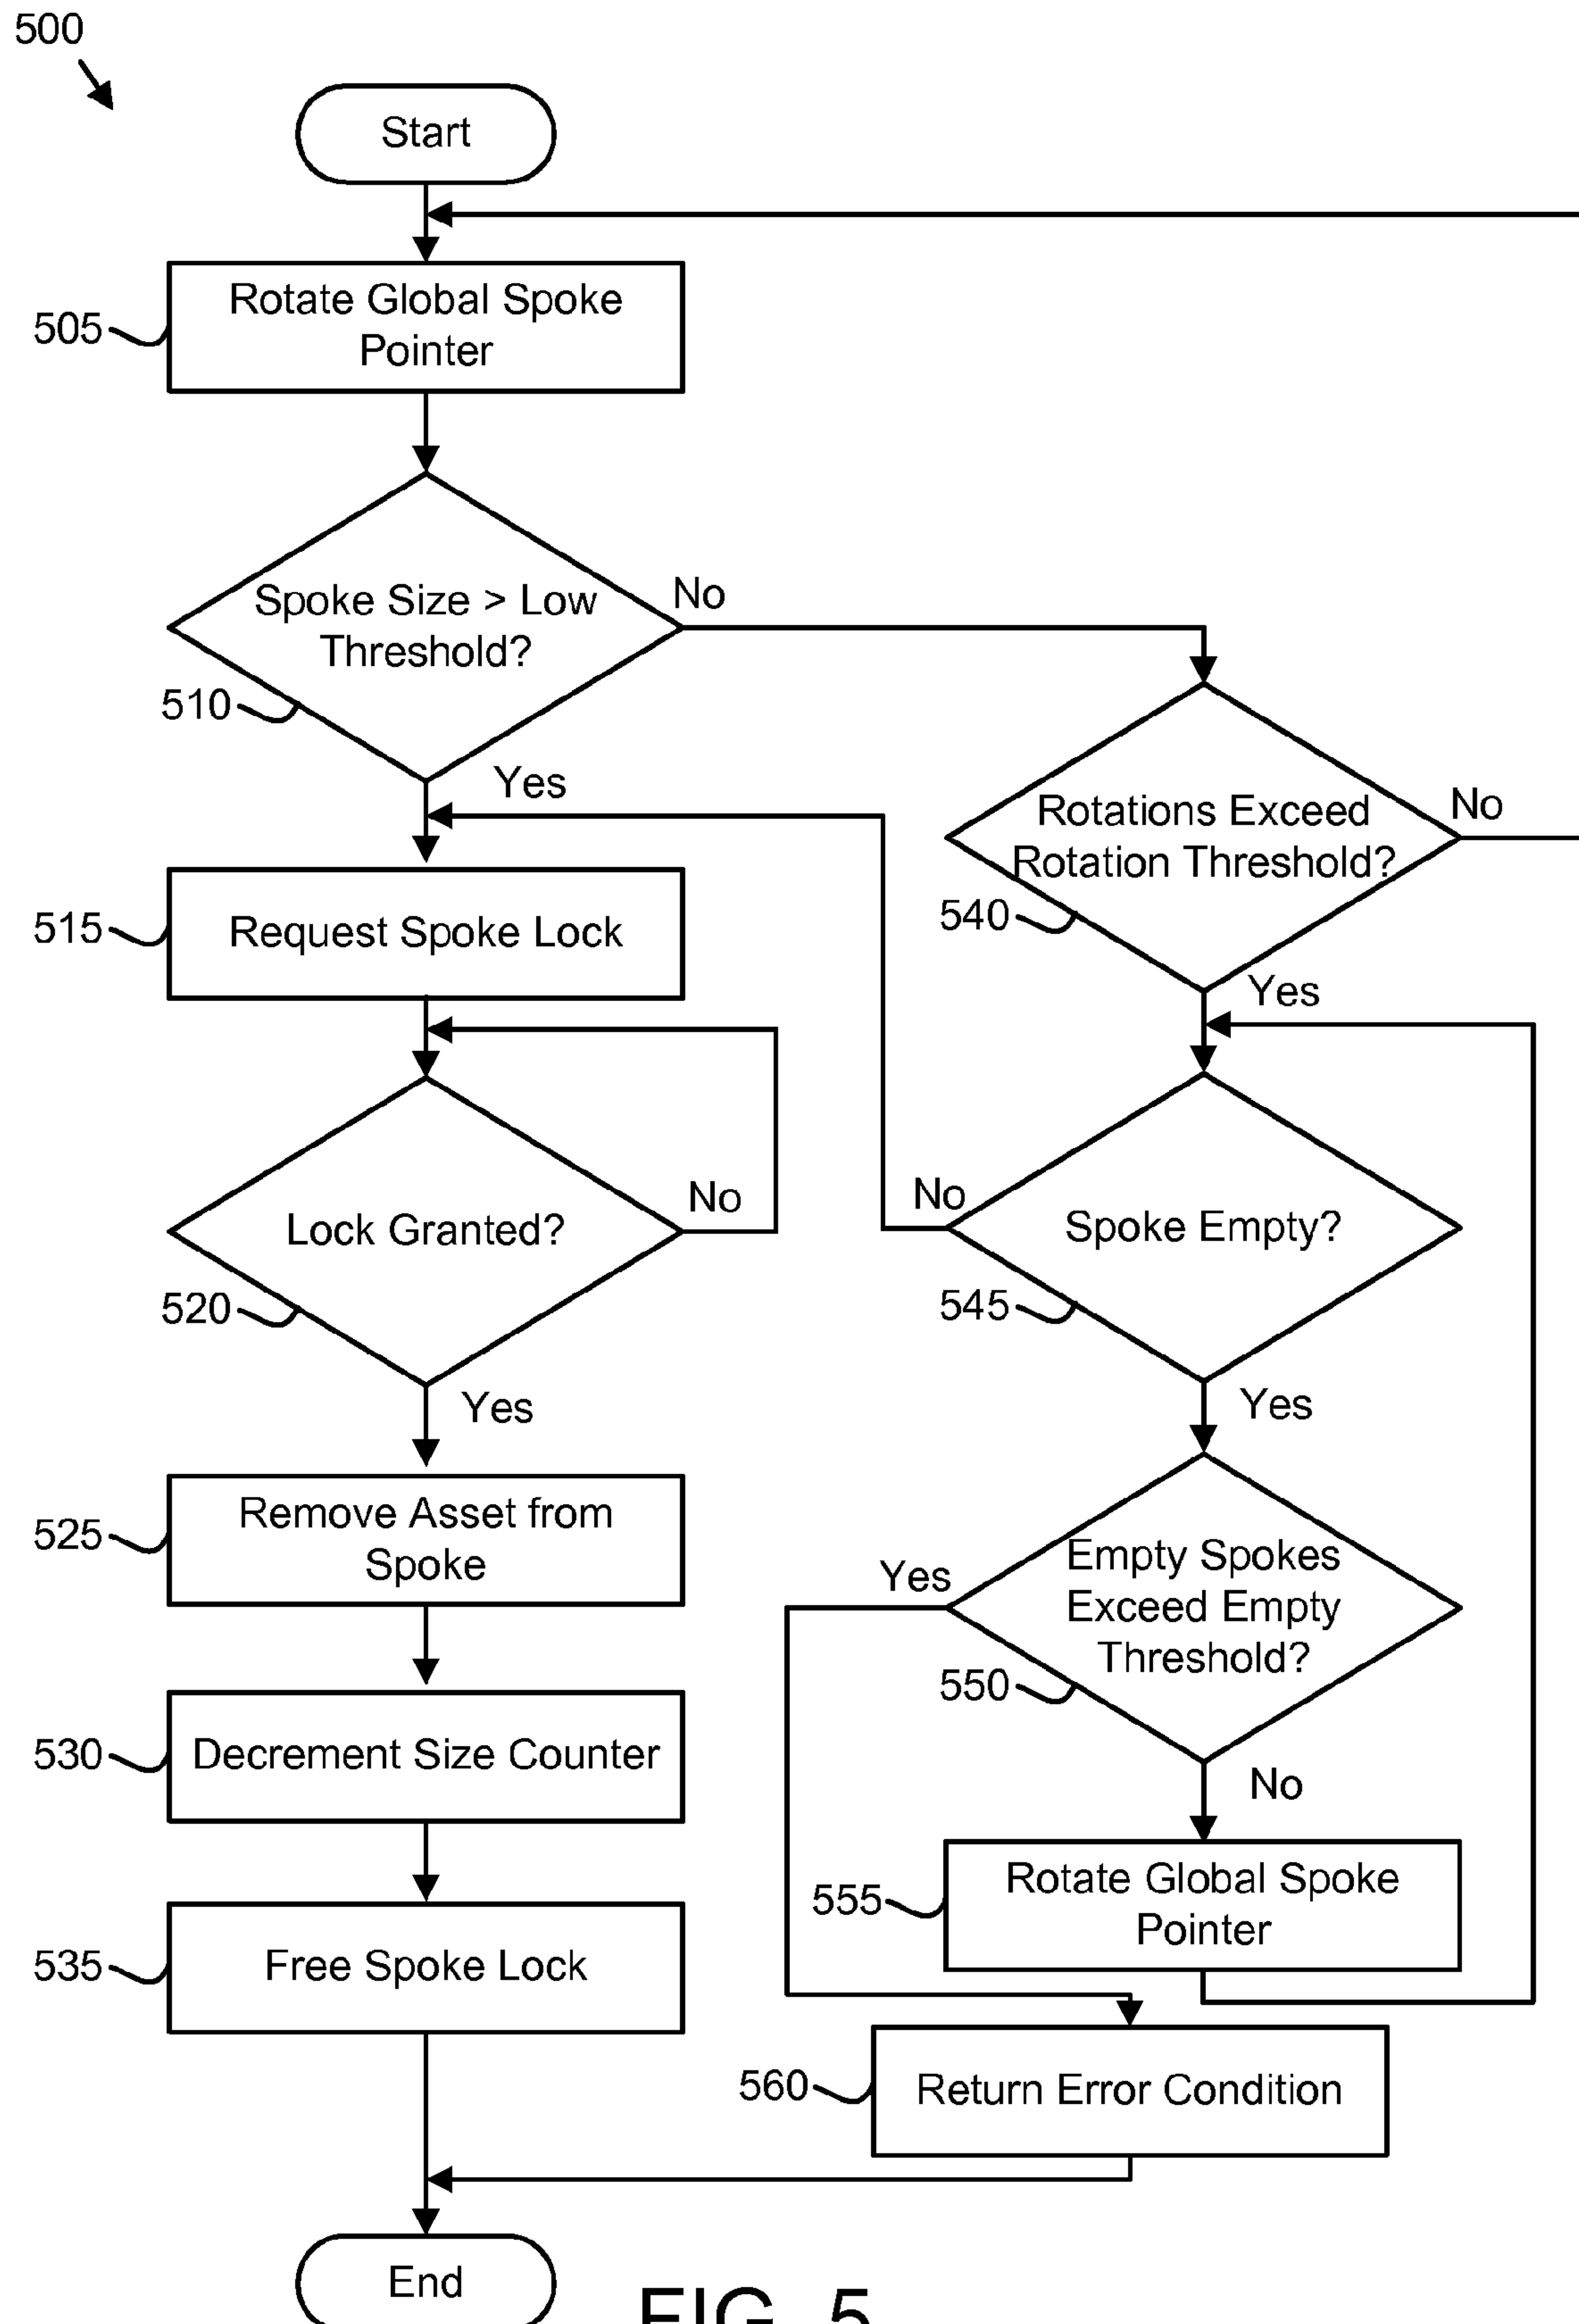 500
Start
505
Rotate Global Spoke
Pointer
Spoke Size > Low
Threshold?
No
510
Yes
515
Request Spoke Lock
Lock Granted?
No
520
Yes
525
Remove Asset from
Spoke
530
Decrement Size Counter
535
Free Spoke Lock
Rotations Exceed
Rotation Threshold?
No
540
Yes
Spoke Empty?
No
545
Yes
Empty Spokes
Exceed Empty
Threshold?
Yes
550
No
555
Rotate Global Spoke
Pointer
560
Return Error Condition
End
FIG. 5